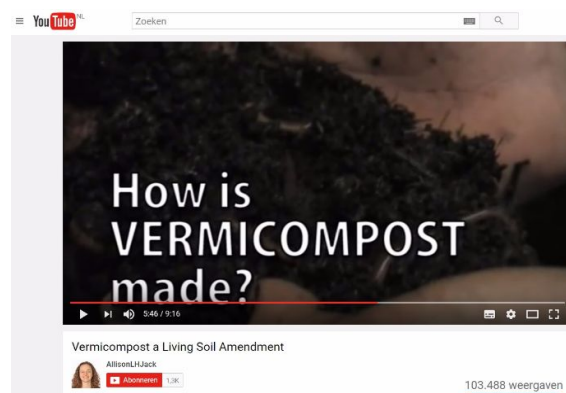 YouTube NL
Zoeken
How is
VERMICOMPOST
made?
5:46 / 9:16
Vermicompost a Living Soil Amendment
AllisonLHJack
Abonneren 1,3K
103.488 weergaven